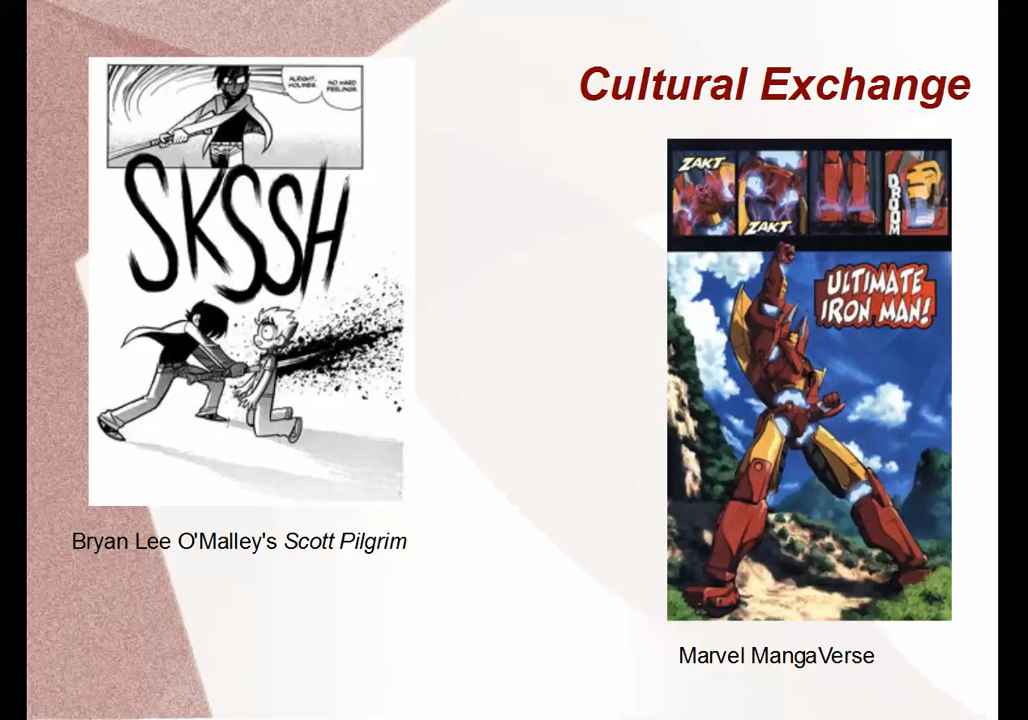 Cultural Exchange
ALRIGHT,
HOLMES.
NO HARD
FEELINGS.
SKSSH
Bryan Lee O'Malley's Scott Pilgrim
ZAKT
ZAKT
DROOM
ULTIMATE
IRON MAN!
Marvel MangaVerse